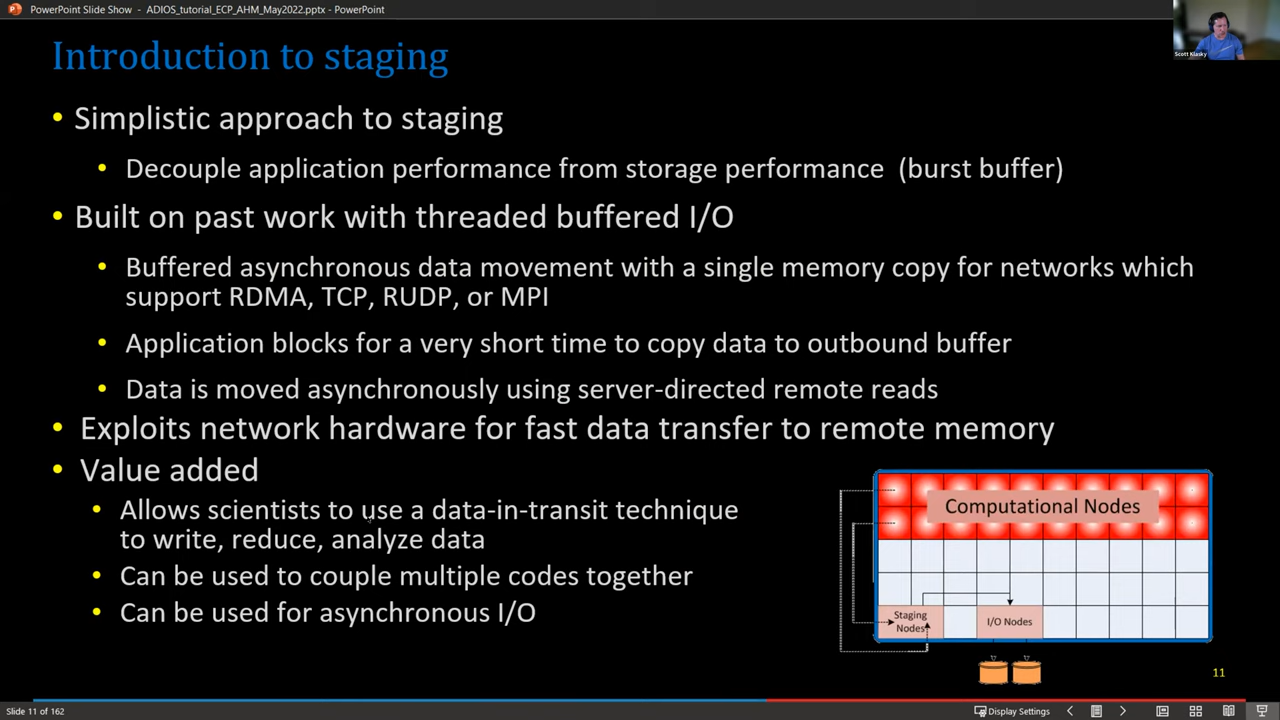 PowerPoint Slide Show - ADIOS_tutorial_ECP_AHM_May2022.pptx - PowerPoint
Scott Klasky
Introduction to staging
• Simplistic approach to staging
• Decouple application performance from storage performance (burst buffer)
• Built on past work with threaded buffered I/O
• Buffered asynchronous data movement with a single memory copy for networks which
support RDMA, TCP, RUDP, or MPI
• Application blocks for a very short time to copy data to outbound buffer
• Data is moved asynchronously using server-directed remote reads
• Exploits network hardware for fast data transfer to remote memory
• Value added
• Allows scientists to use a data-in-transit technique
to write, reduce, analyze data
• Can be used to couple multiple codes together
• Can be used for asynchronous I/O
Computational Nodes
Staging
Nodes
I/O Nodes
11
Slide 11 of 162
Display Settings